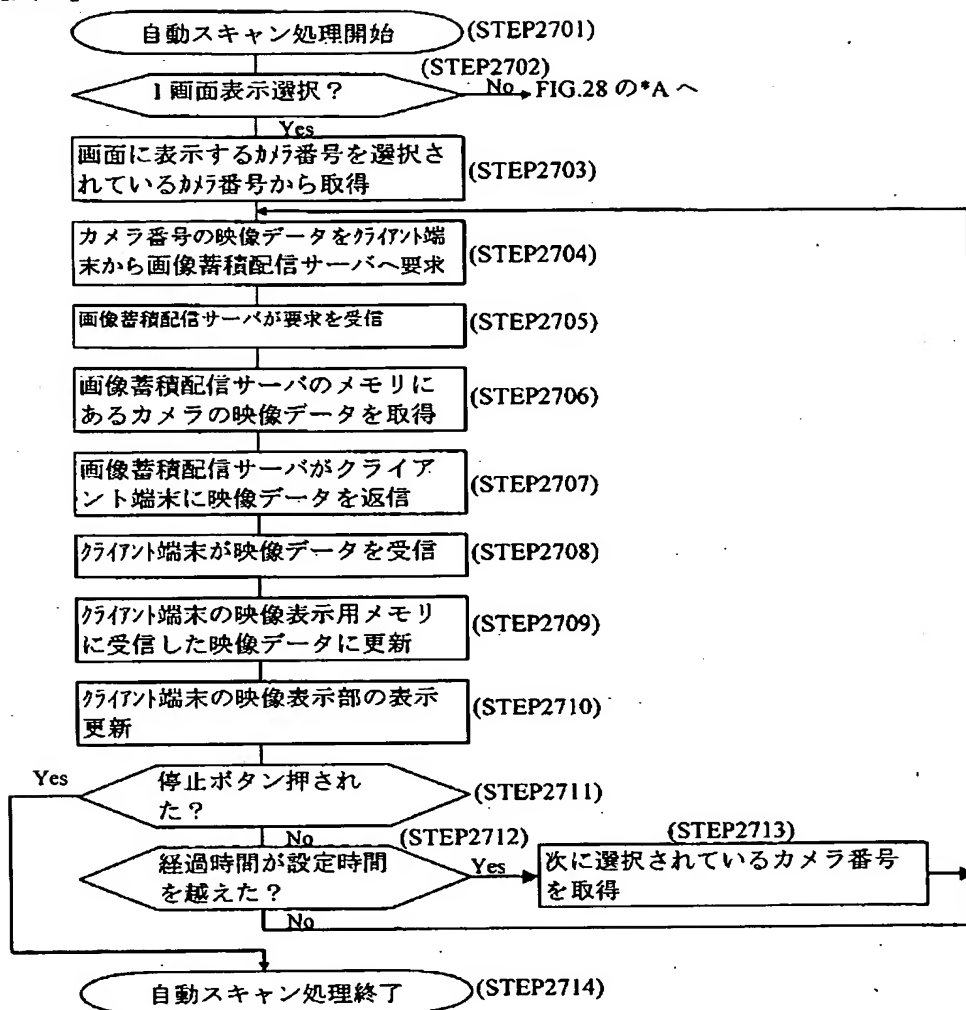 自動スキャン処理開始 (STEP2701)
(STEP2702)
1画面表示選択? No FIG.28 の*A へ
Yes
画面に表示するカメラ番号を選択さ
れているカメラ番号から取得 (STEP2703)
カメラ番号の映像データをクライアント端
末から画像蓄積配信サーバへ要求 (STEP2704)
画像蓄積配信サーバが要求を受信 (STEP2705)
画像蓄積配信サーバのメモリに
あるカメラの映像データを取得 (STEP2706)
画像蓄積配信サーバがクライア
ント端末に映像データを返信 (STEP2707)
クライアント端末が映像データを受信 (STEP2708)
クライアント端末の映像表示用メモリ
に受信した映像データに更新 (STEP2709)
クライアント端末の映像表示部の表示
更新 (STEP2710)
Yes 停止ボタン押され
た? (STEP2711)
No (STEP2712) (STEP2713)
経過時間が設定時間
を越えた? Yes 次に選択されているカメラ番号
を取得
No
自動スキャン処理終了 (STEP2714)